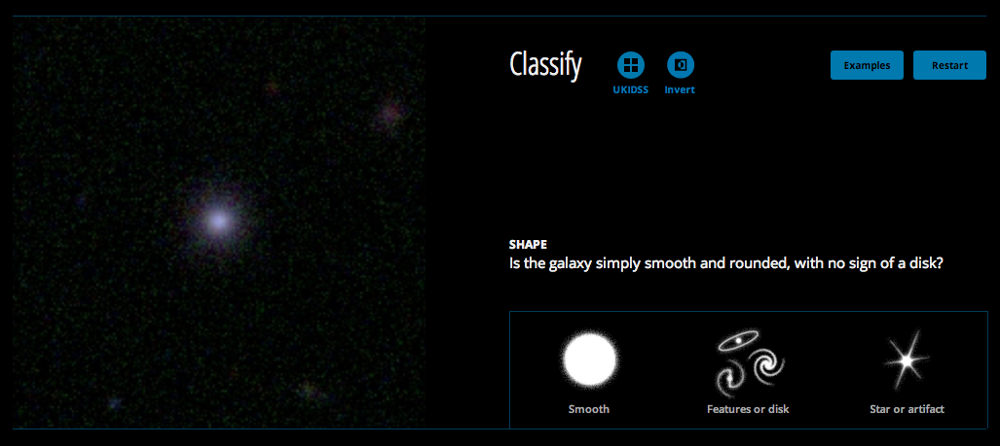 Classify
UKIDSS
Invert
Examples
Restart
SHAPE
Is the galaxy simply smooth and rounded, with no sign of a disk?
Smooth
Features or disk
Star or artifact